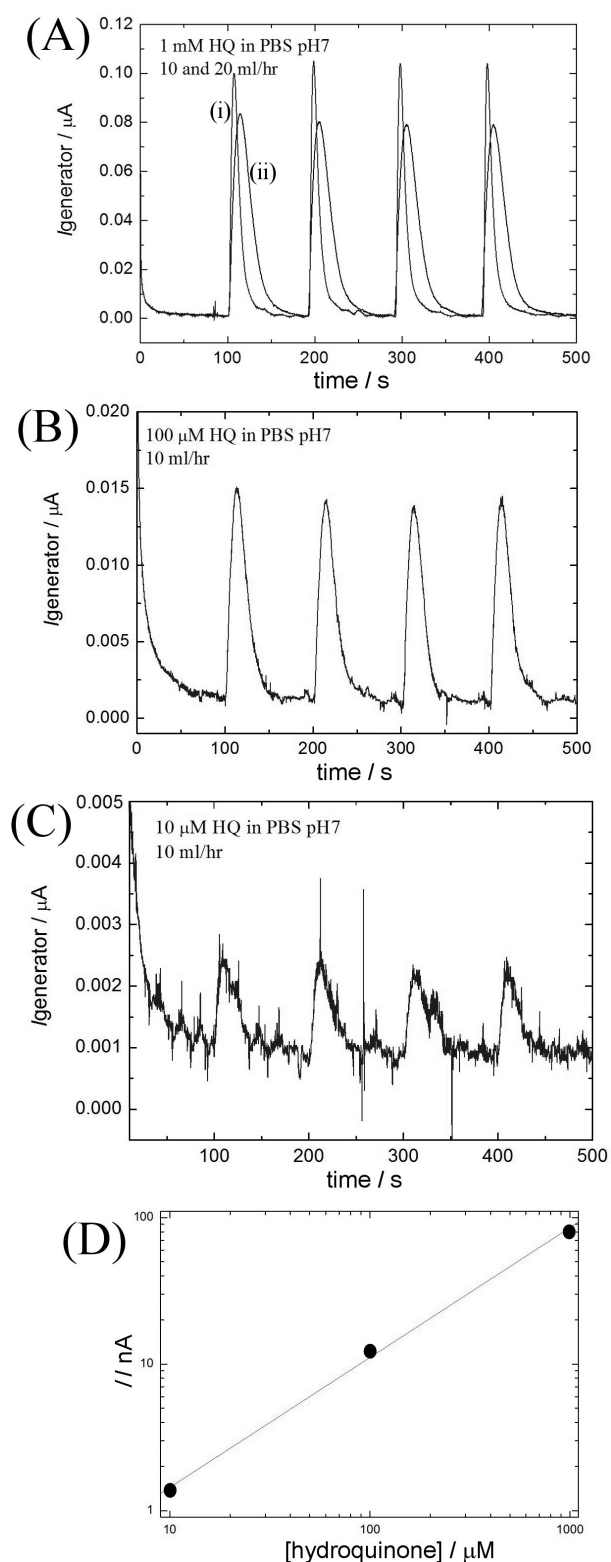 (A)
1 mM HQ in PBS pH7
10 and 20 ml/hr
(i)
(ii)
Igenerator / μA
0.12
0.10
0.08
0.06
0.04
0.02
0.00
0 100 200 300 400 500
time / s
(B)
100 μM HQ in PBS pH7
10 ml/hr
Igenerator / μA
0.020
0.015
0.010
0.005
0.000
0 100 200 300 400 500
time / s
(C)
10 μM HQ in PBS pH7
10 ml/hr
Igenerator / μA
0.005
0.004
0.003
0.002
0.001
0.000
100 200 300 400 500
time / s
(D)
I / nA
100
10
1
10 100 1000
[hydroquinone] / μM